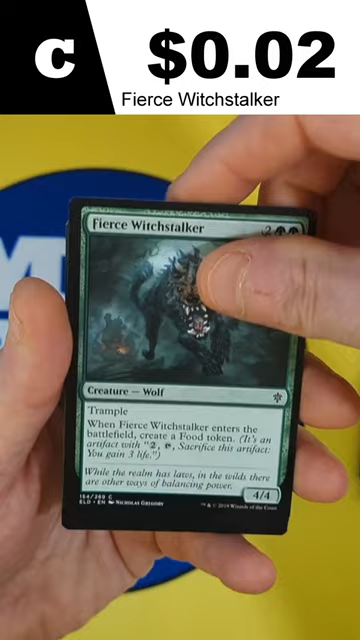 C
$0.02
Fierce Witchstalker
Fierce Witchstalker
2
Creature — Wolf
Trample
When Fierce Witchstalker enters the
battlefield, create a Food token. (It's an
artifact with "2, , Sacrifice this artifact:
You gain 3 life.")
While the realm has laws, in the wilds there
are other ways of balancing power.
4/4
154/269 C
ELD • EN Nicholas Gregory
™ & © 2019 Wizards of the Coast